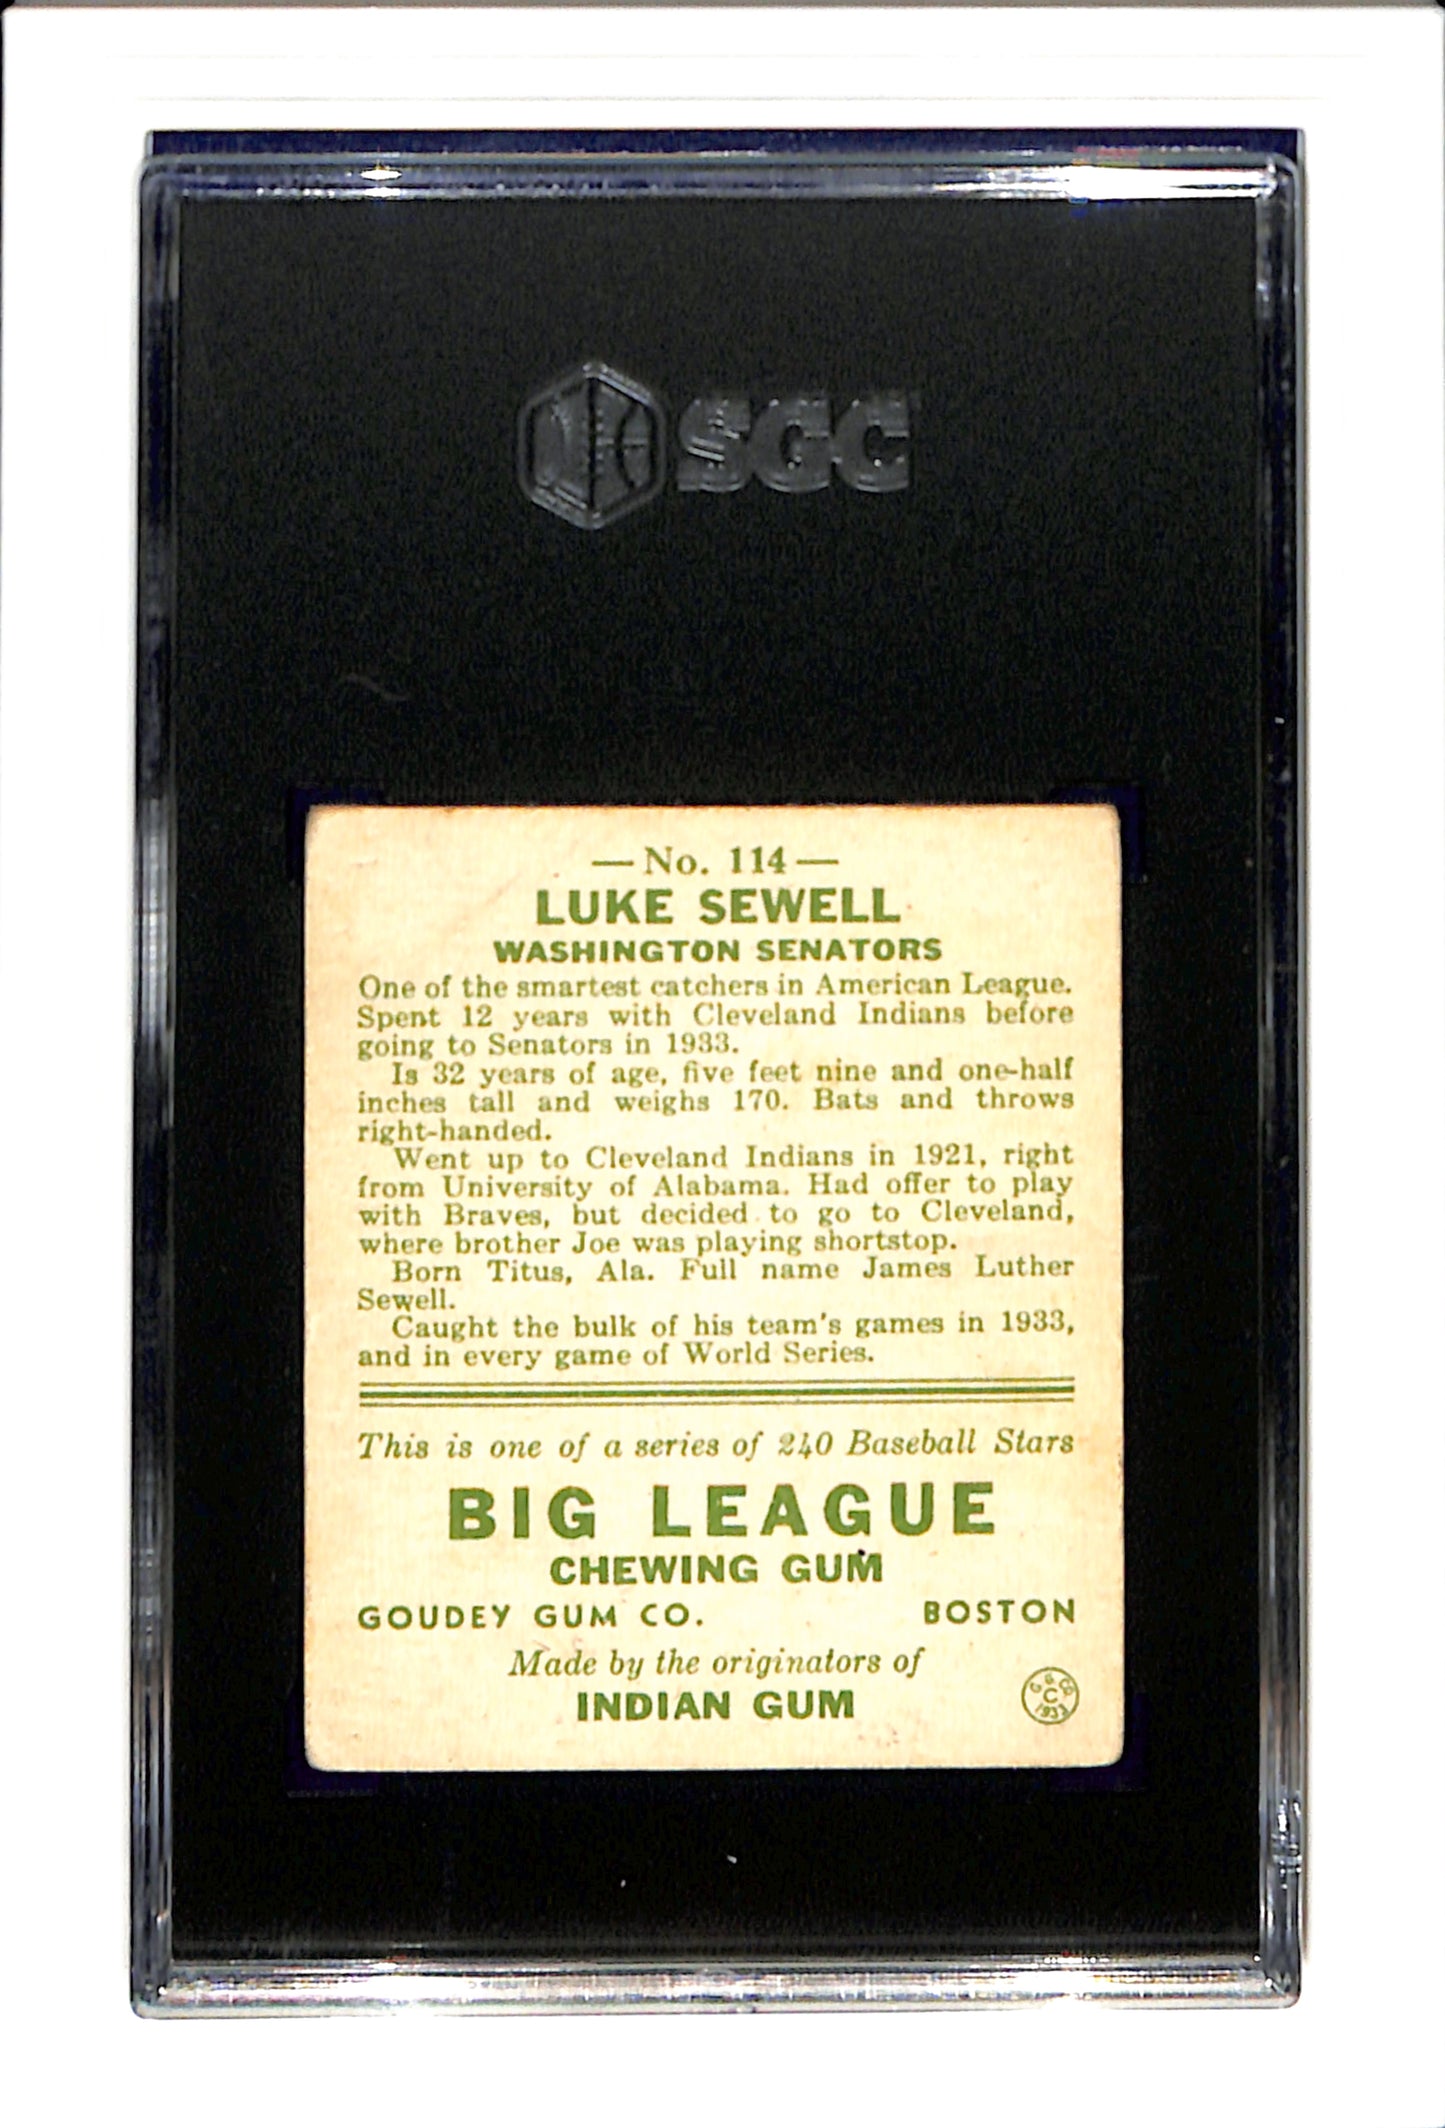 SGC
— No. 114 —
LUKE SEWELL
WASHINGTON SENATORS
One of the smartest catchers in American League.
Spent 12 years with Cleveland Indians before
going to Senators in 1933.
Is 32 years of age, five feet nine and one-half
inches tall and weighs 170. Bats and throws
right-handed.
Went up to Cleveland Indians in 1921, right
from University of Alabama. Had offer to play
with Braves, but decided to go to Cleveland,
where brother Joe was playing shortstop.
Born Titus, Ala. Full name James Luther
Sewell.
Caught the bulk of his team's games in 1933,
and in every game of World Series.
This is one of a series of 240 Baseball Stars
BIG LEAGUE
CHEWING GUM
GOUDEY GUM CO. BOSTON
Made by the originators of
INDIAN GUM
G G CO
C
1933